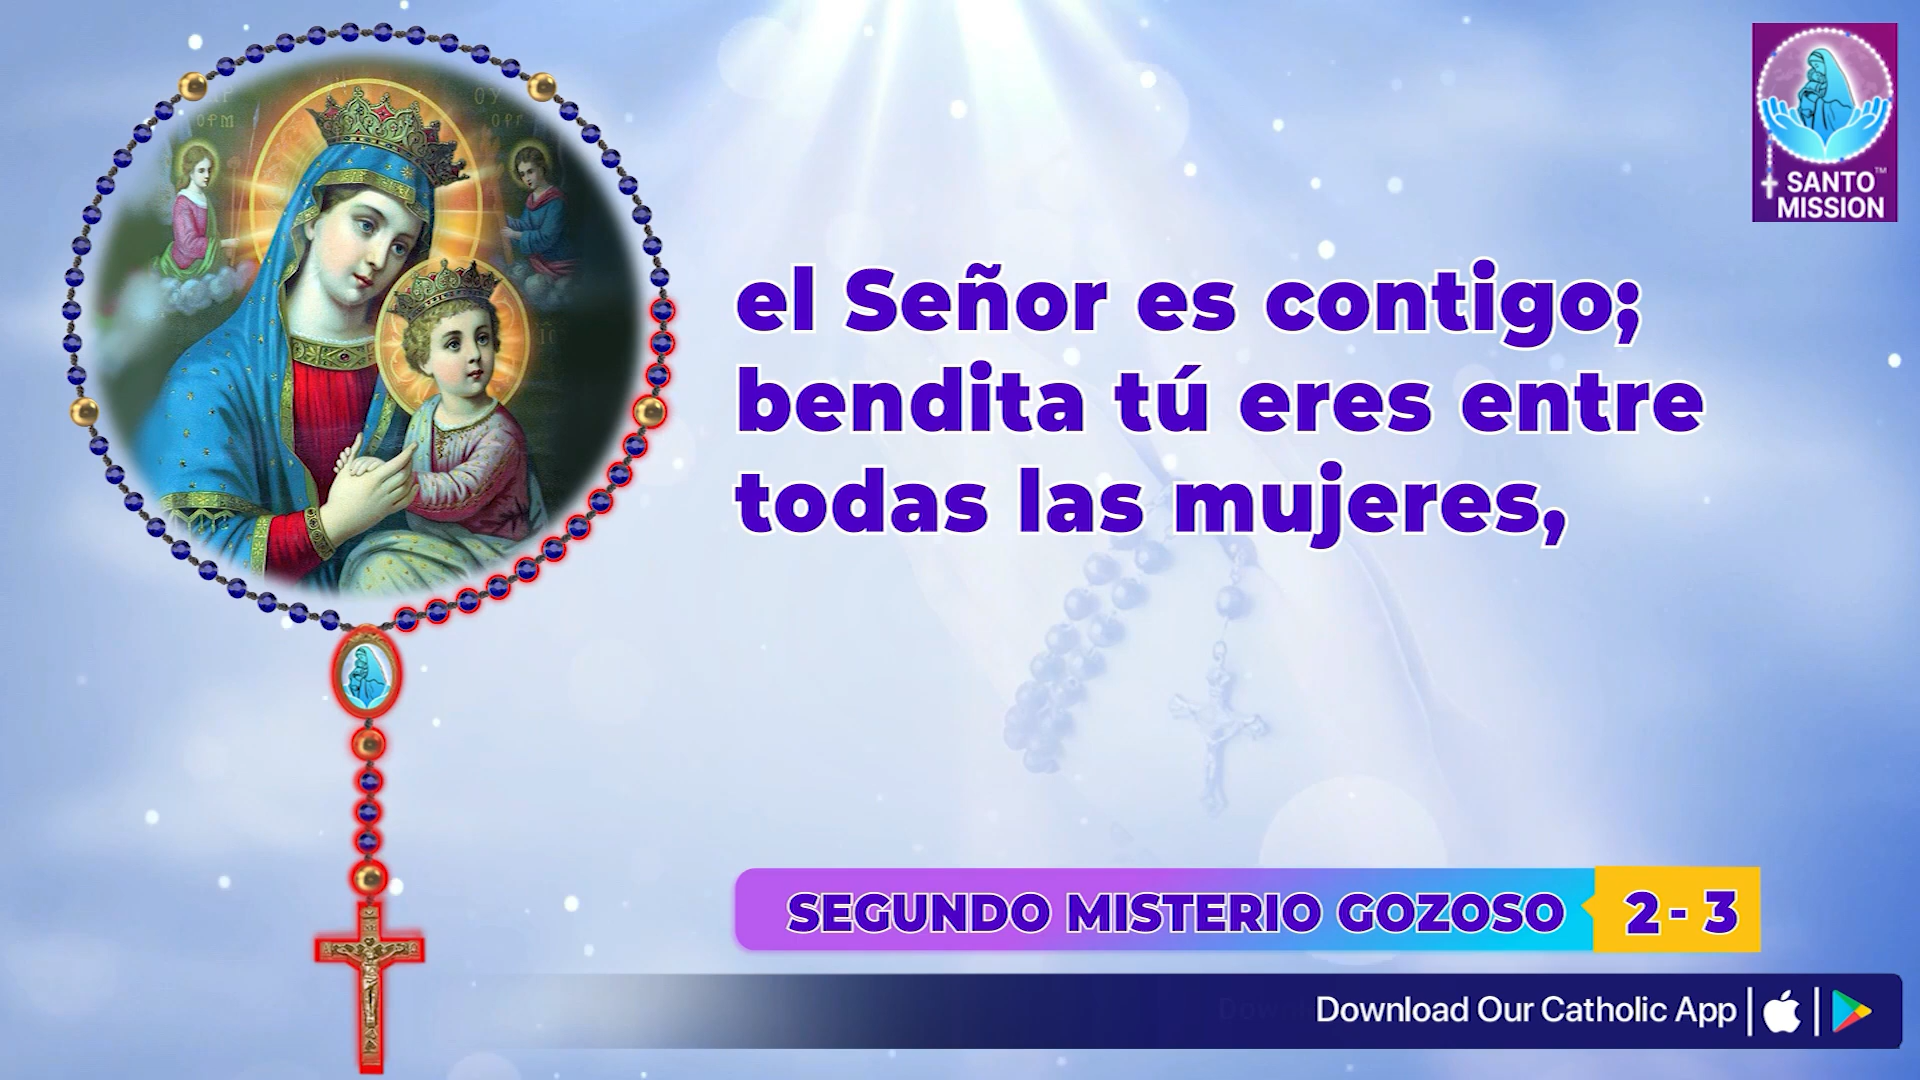 SANTO™
MISSION
el Señor es contigo;
bendita tú eres entre
todas las mujeres,
SEGUNDO MISTERIO GOZOSO 2 - 3
Download Our Catholic App